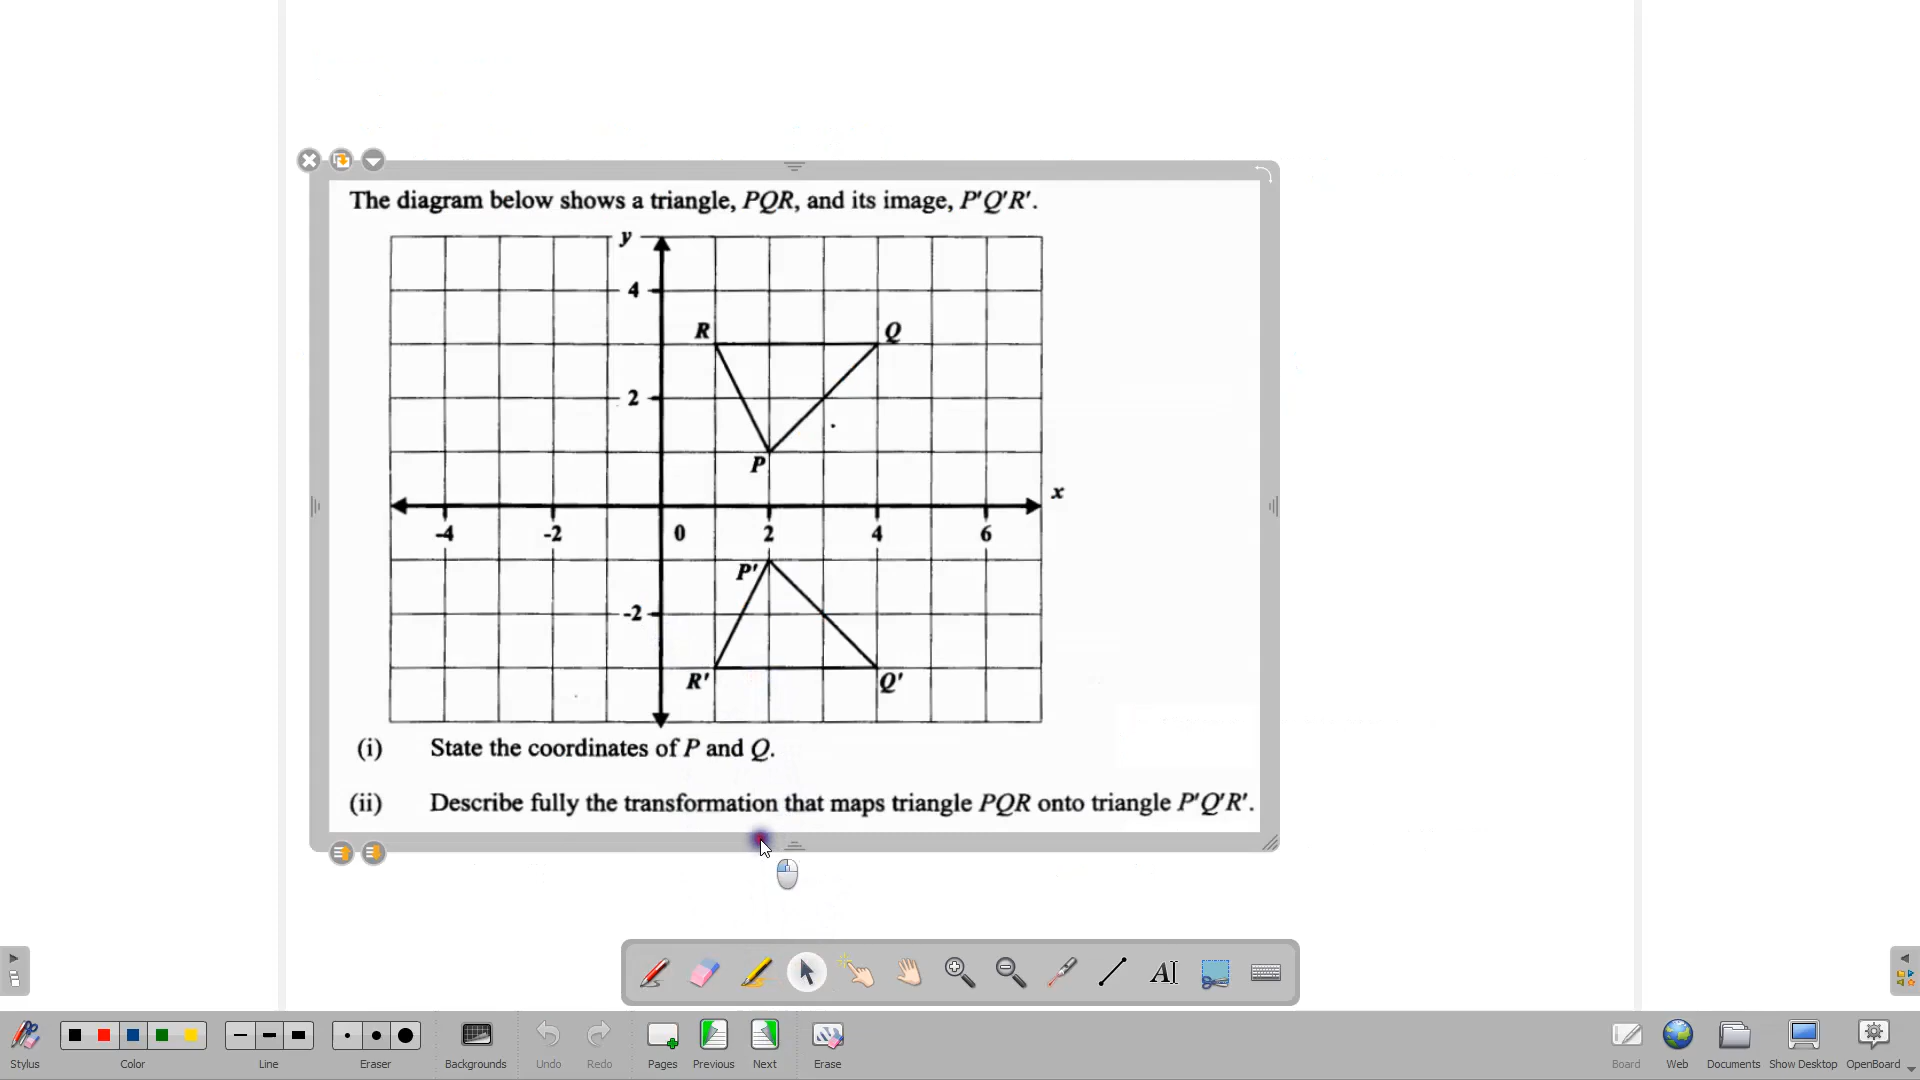 The diagram below shows a triangle, PQR, and its image, P'Q'R'.
y
4
R
Q
2
P
x
-4
-2
0
2
4
6
P'
-2
R'
Q'
(i) State the coordinates of P and Q.
(ii) Describe fully the transformation that maps triangle PQR onto triangle P'Q'R'.
AI
Stylus
Color
Line
Eraser
Backgrounds
Undo
Redo
Pages
Previous
Next
Erase
Board
Web
Documents
Show Desktop
OpenBoard